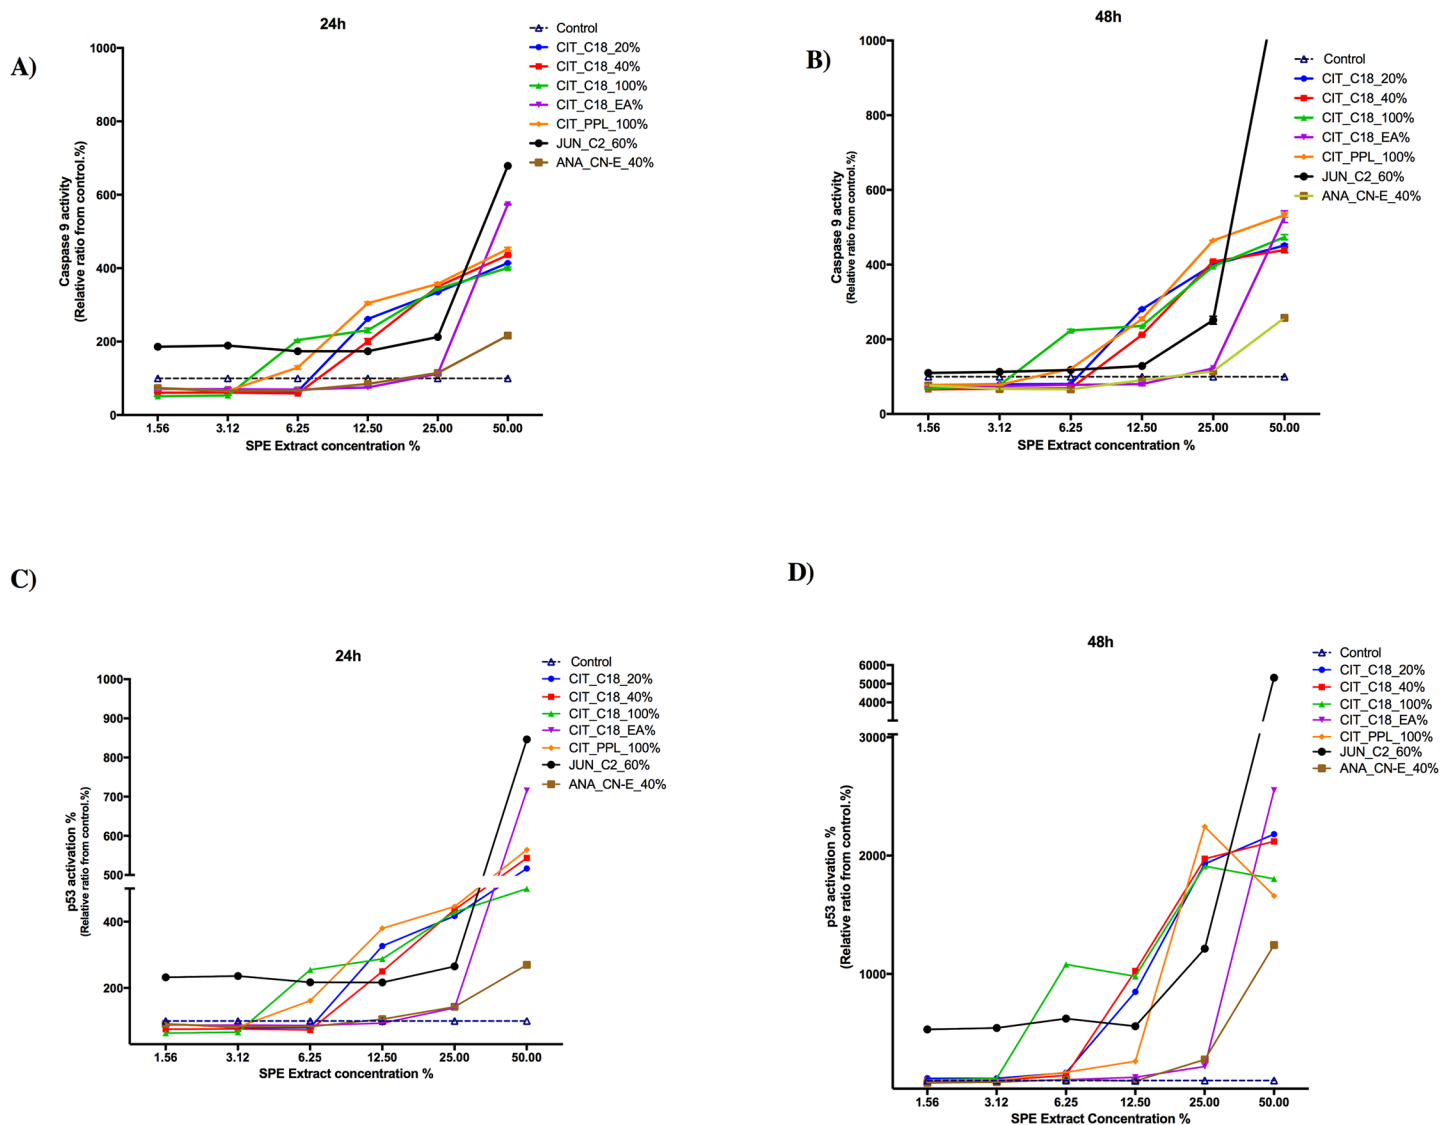 A)
24h
Caspase 9 activity
(Relative ratio from control.%)
1000
800
600
400
200
0
1.56 3.12 6.25 12.50 25.00 50.00
SPE Extract concentration %
Control
CIT_C18_20%
CIT_C18_40%
CIT_C18_100%
CIT_C18_EA%
CIT_PPL_100%
JUN_C2_60%
ANA_CN-E_40%
B)
48h
Caspase 9 activity
(Relative ratio from control.%)
1000
800
600
400
200
0
1.56 3.12 6.25 12.50 25.00 50.00
SPE Extract concentration %
Control
CIT_C18_20%
CIT_C18_40%
CIT_C18_100%
CIT_C18_EA%
CIT_PPL_100%
JUN_C2_60%
ANA_CN-E_40%
C)
24h
p53 activation %
(Relative ratio from control.%)
1000
900
800
700
600
500
400
200
1.56 3.12 6.25 12.50 25.00 50.00
SPE Extract concentration %
Control
CIT_C18_20%
CIT_C18_40%
CIT_C18_100%
CIT_C18_EA%
CIT_PPL_100%
JUN_C2_60%
ANA_CN-E_40%
D)
48h
p53 activation %
(Relative ratio from control.%)
6000
5000
4000
3000
2000
1000
1.56 3.12 6.25 12.50 25.00 50.00
SPE Extract Concentration %
Control
CIT_C18_20%
CIT_C18_40%
CIT_C18_100%
CIT_C18_EA%
CIT_PPL_100%
JUN_C2_60%
ANA_CN-E_40%